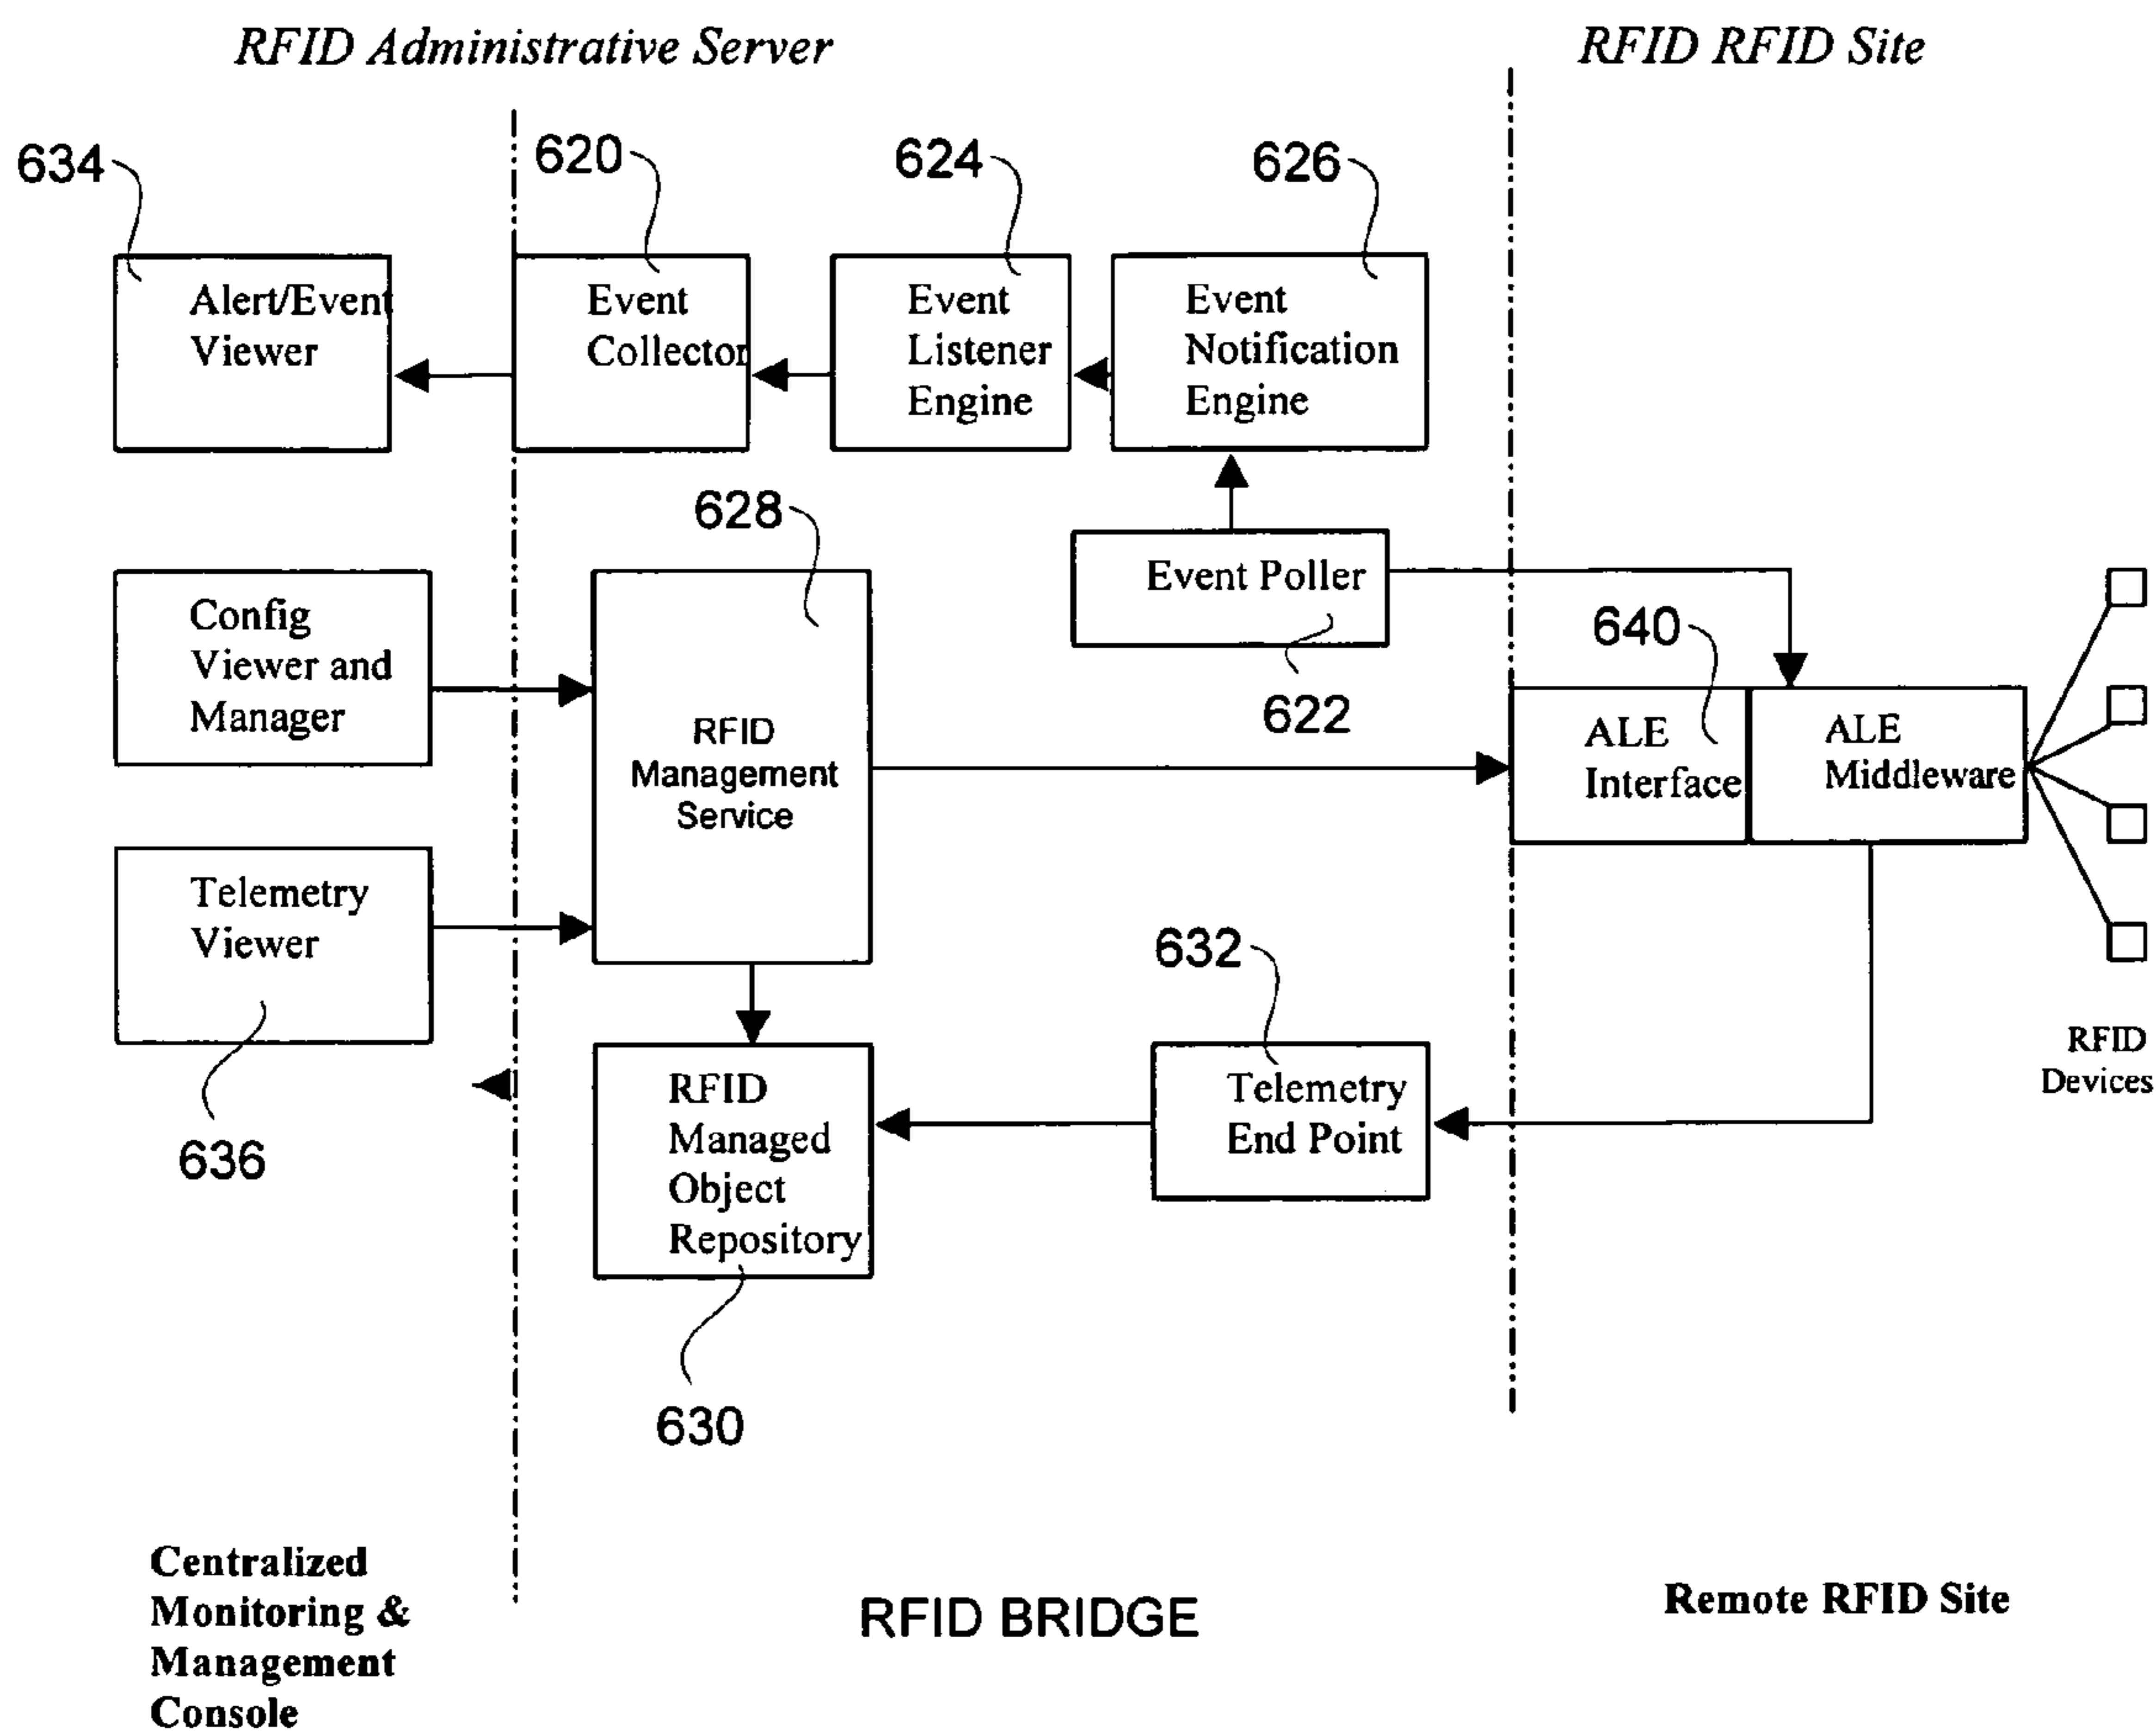 RFID Administrative Server
RFID RFID Site
634
620
624
626
Alert/Event
Viewer
Event
Collector
Event
Listener
Engine
Event
Notification
Engine
628
Event Poller
622
Config
Viewer and
Manager
RFID
Management
Service
640
ALE
Interface
ALE
Middleware
Telemetry
Viewer
636
632
RFID
Devices
RFID
Managed
Object
Repository
Telemetry
End Point
630
Centralized
Monitoring &
Management
Console
RFID BRIDGE
Remote RFID Site